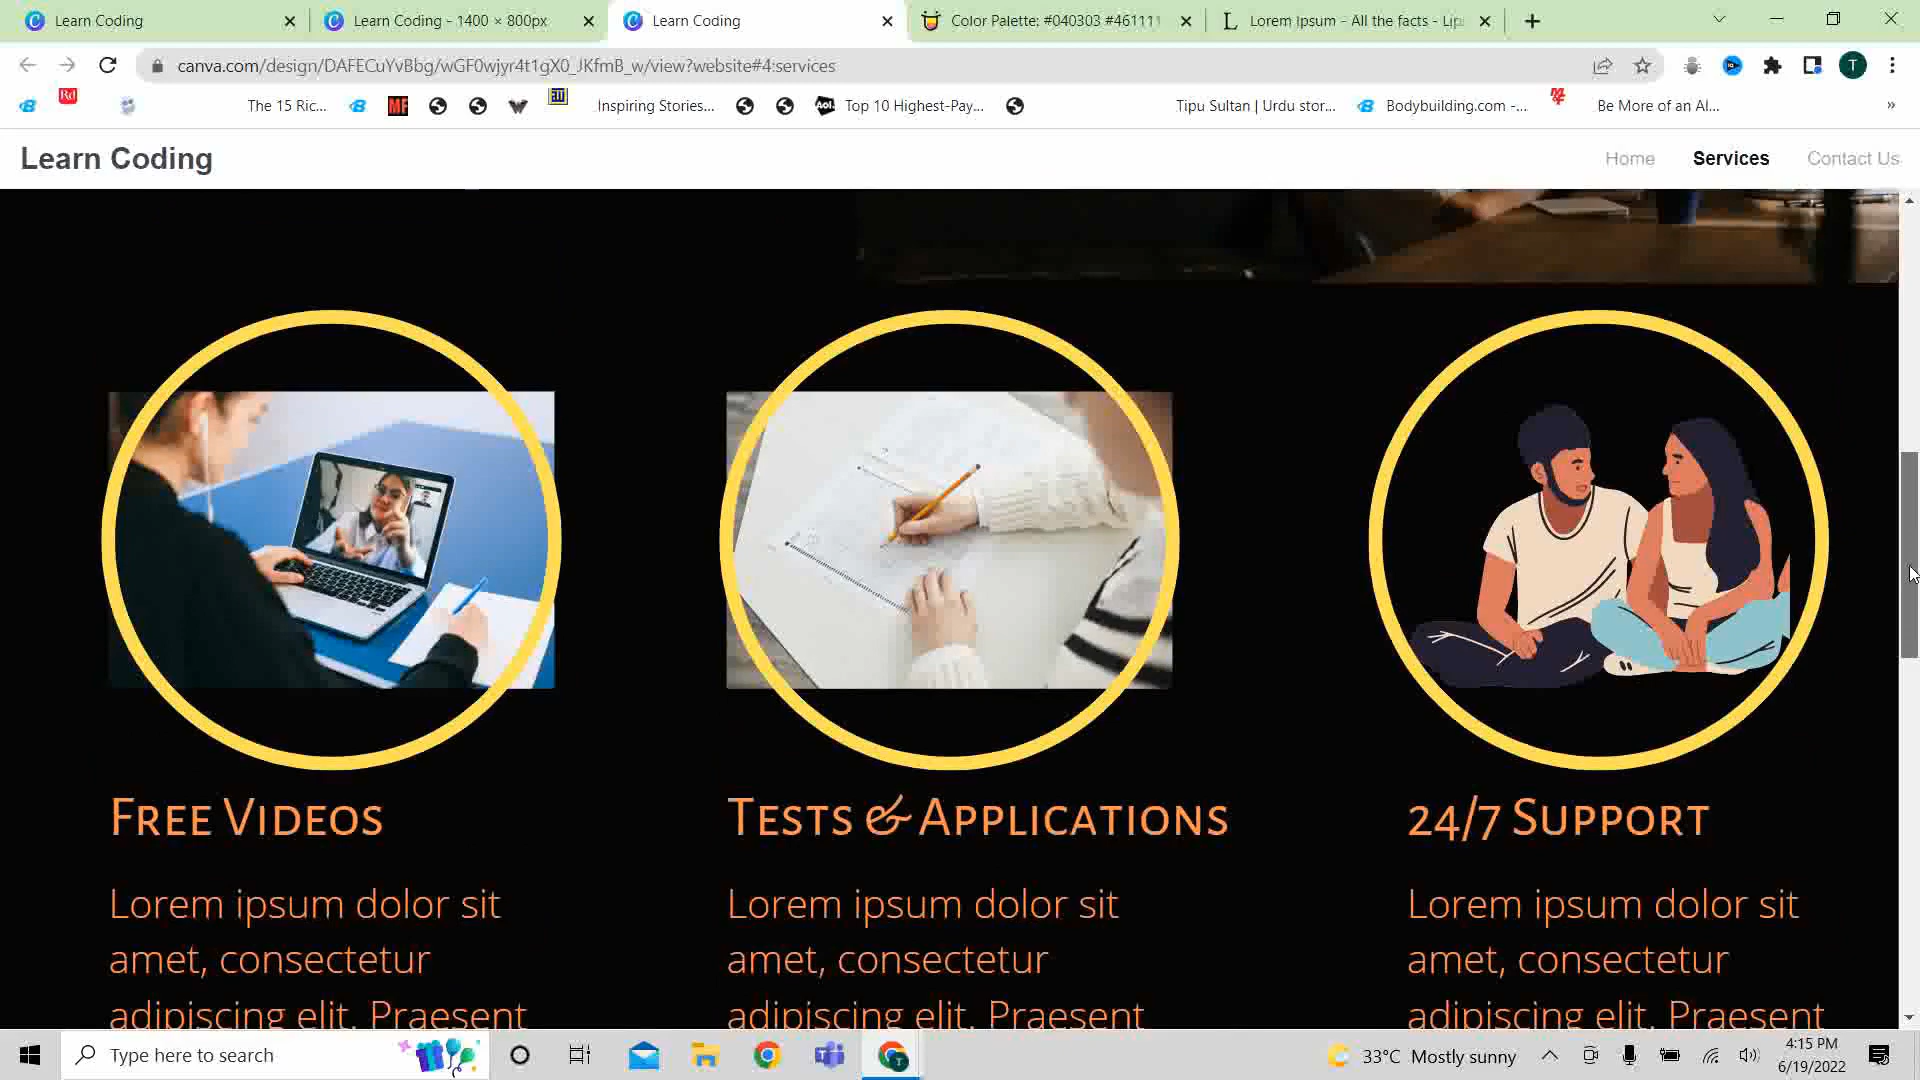 Learn Coding
Learn Coding - 1400 × 800px
Learn Coding
Color Palette: #040303 #461111
Lorem Ipsum - All the facts - Lip
canva.com/design/DAFECuYvBbg/wGF0wjyr4t1gX0_JKfmB_w/view?website#4:services
T
Rd
The 15 Ric...
MF
Inspiring Stories...
Aol.
Top 10 Highest-Pay...
Tipu Sultan | Urdu stor...
Bodybuilding.com -...
Be More of an Al...
»
Learn Coding
Home
Services
Contact Us
Free Videos
Tests & Applications
24/7 Support
Lorem ipsum dolor sit
amet, consectetur
adipiscing elit. Praesent
Lorem ipsum dolor sit
amet, consectetur
adipiscing elit. Praesent
Lorem ipsum dolor sit
amet, consectetur
adipiscing elit. Praesent
Type here to search
33°C Mostly sunny
4:15 PM
6/19/2022